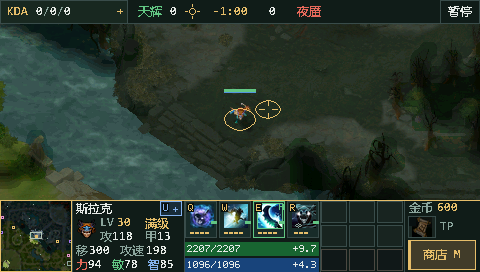 KDA 0/0/0 + 天辉 0 -1:00 0 夜魇 暂停
斯拉克 U +
LV 30 满级
攻118 甲13
移300 攻速198
力94 敏78 智85
Q W E R
2207/2207 +9.7
1096/1096 +4.3
金币 600
TP
商店 M